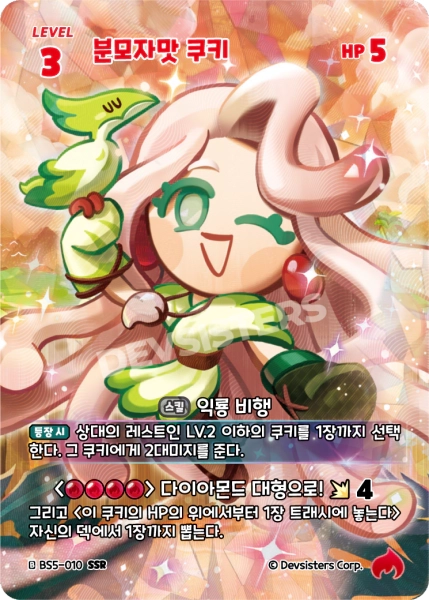 LEVEL
3
분모자맛 쿠키
HP 5
DEVSISTERS
스킬 익룡 비행
등장 시 상대의 레스트인 LV.2 이하의 쿠키를 1장까지 선택
한다. 그 쿠키에게 2대미지를 준다.
< > 다이아몬드 대형으로! 4
그리고 <이 쿠키의 HP의 위에서부터 1장 트래시에 놓는다>
자신의 덱에서 1장까지 뽑는다.
B BS5-010 SSR
© Devsisters Corp.